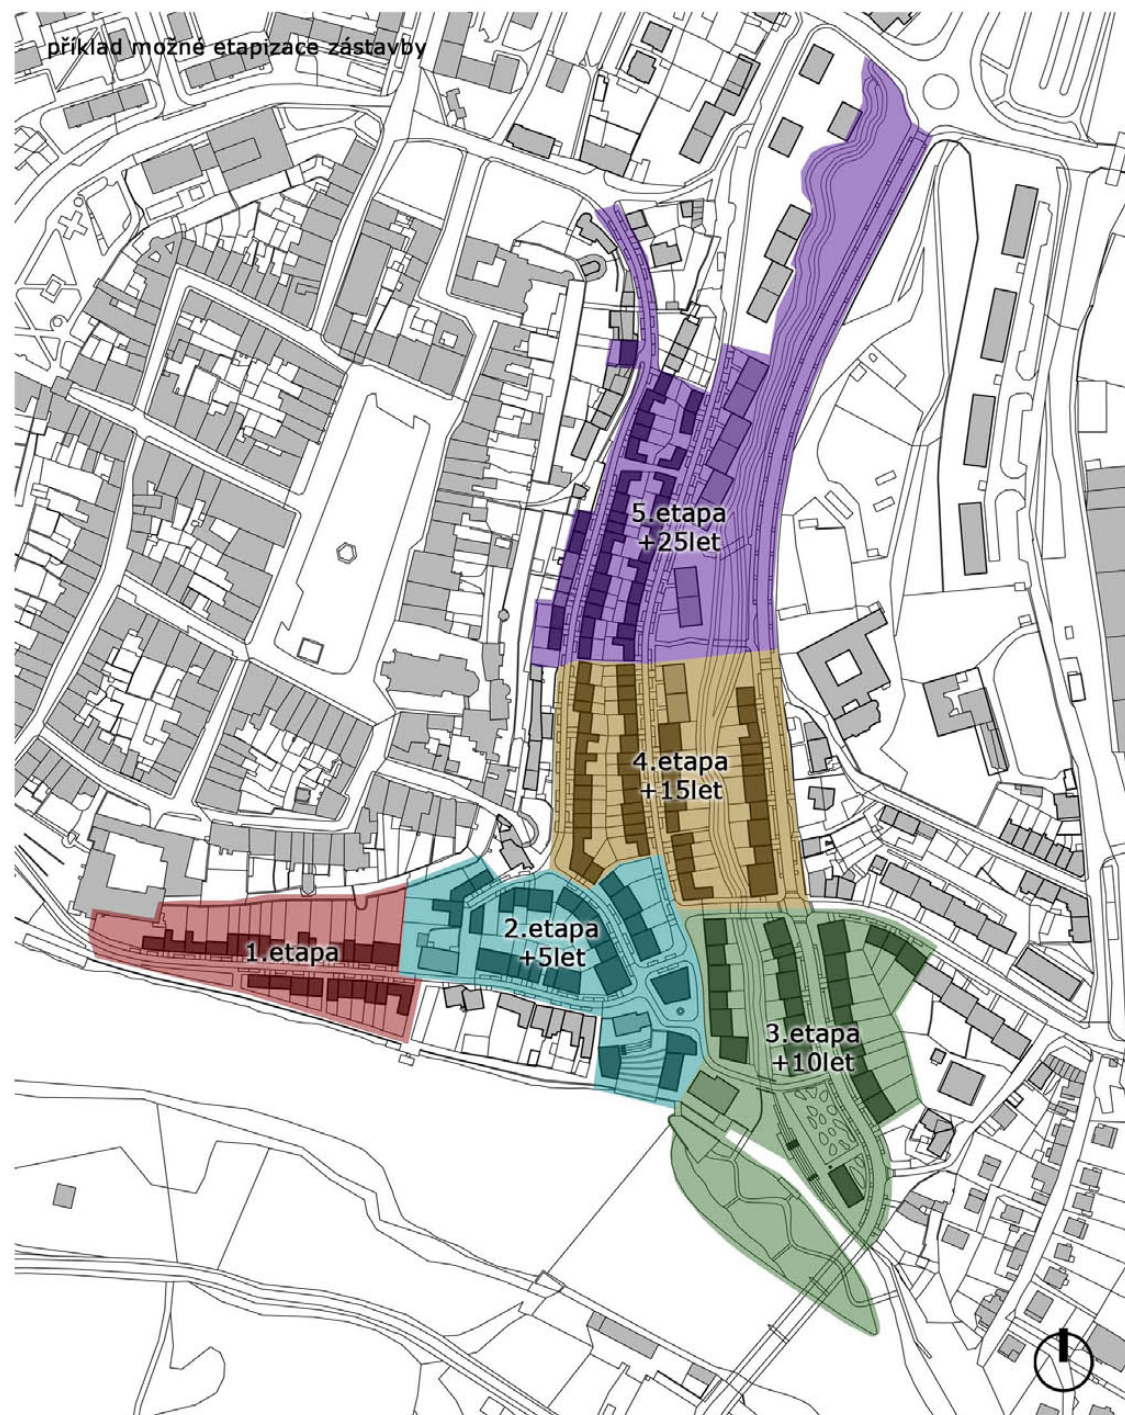 příklad možné etapizace zástavby
5.etapa
+25let
4.etapa
+15let
2.etapa
+5let
1.etapa
3.etapa
+10let